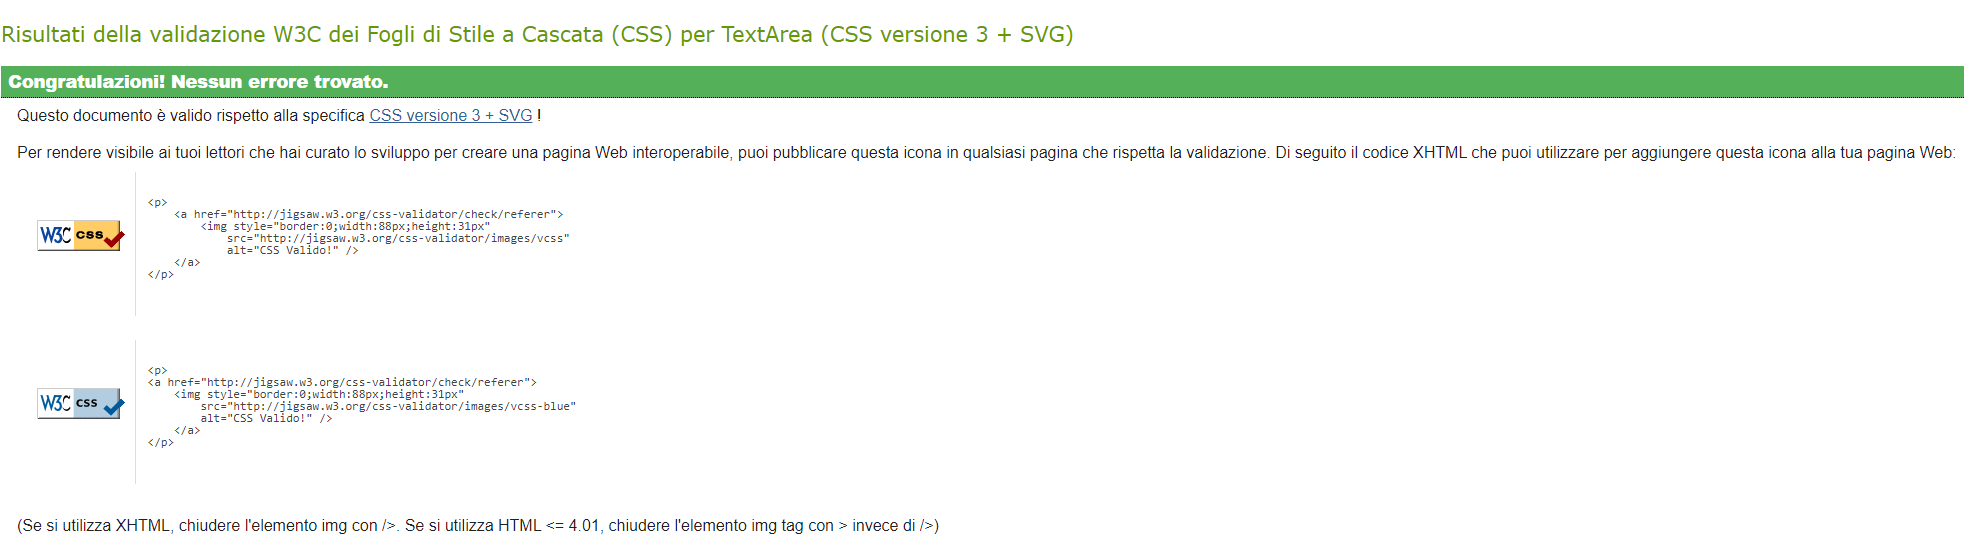 Risultati della validazione W3C dei Fogli di Stile a Cascata (CSS) per TextArea (CSS versione 3 + SVG)
Congratulazioni! Nessun errore trovato.
Questo documento è valido rispetto alla specifica CSS versione 3 + SVG !
Per rendere visibile ai tuoi lettori che hai curato lo sviluppo per creare una pagina Web interoperabile, puoi pubblicare questa icona in qualsiasi pagina che rispetta la validazione. Di seguito il codice XHTML che puoi utilizzare per aggiungere questa icona alla tua pagina Web:
W3C css
<p>
<a href="http://jigsaw.w3.org/css-validator/check/referer">
<img style="border:0;width:88px;height:31px"
src="http://jigsaw.w3.org/css-validator/images/vcss"
alt="CSS Valido!" />
</a>
</p>
W3C css
<p>
<a href="http://jigsaw.w3.org/css-validator/check/referer">
<img style="border:0;width:88px;height:31px"
src="http://jigsaw.w3.org/css-validator/images/vcss-blue"
alt="CSS Valido!" />
</a>
</p>
(Se si utilizza XHTML, chiudere l'elemento img con />. Se si utilizza HTML <= 4.01, chiudere l'elemento img tag con > invece di />)